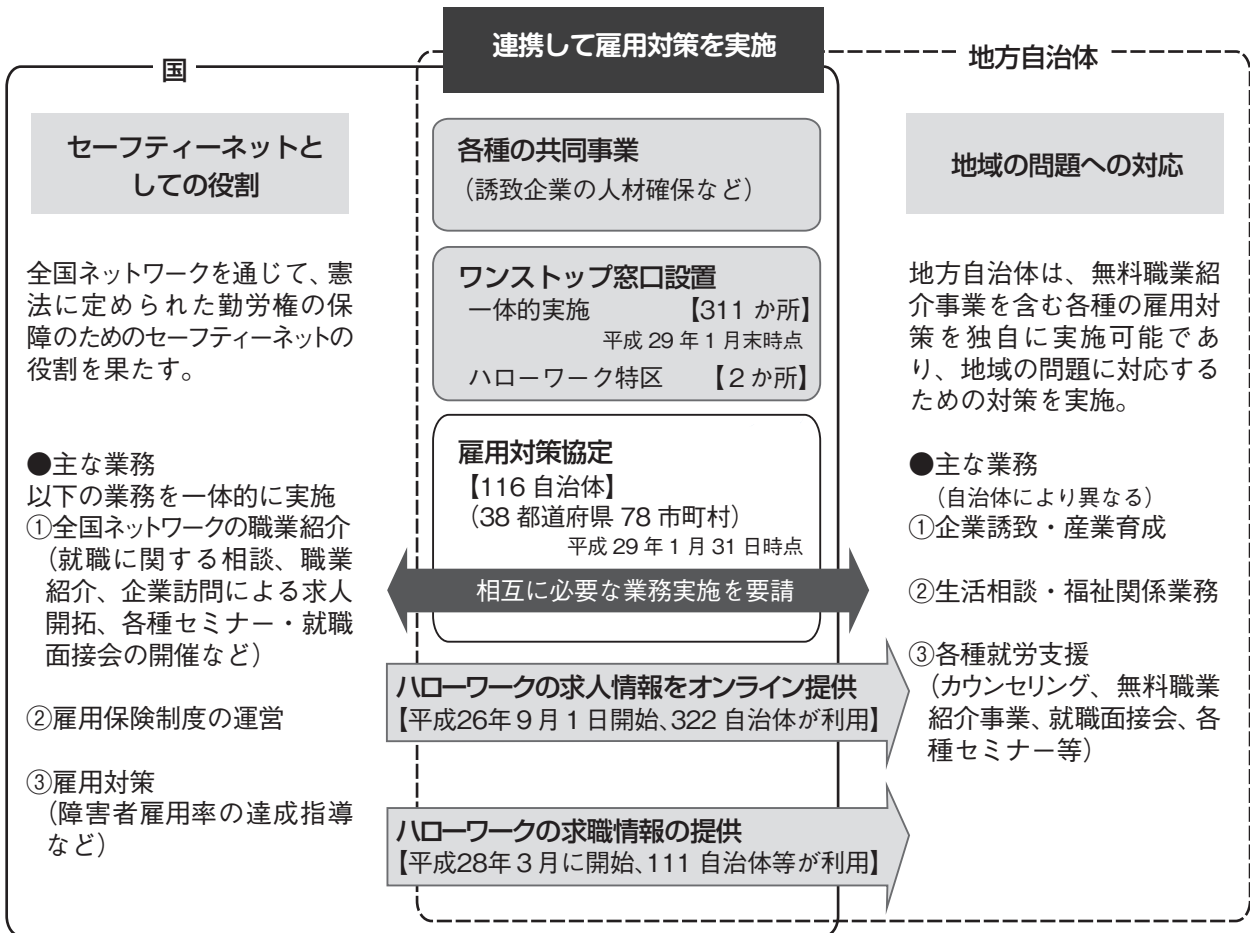 連携して雇用対策を実施
国
セーフティーネットと
しての役割
全国ネットワークを通じて、憲
法に定められた勤労権の保
障のためのセーフティーネットの
役割を果たす。
●主な業務
以下の業務を一体的に実施
①全国ネットワークの職業紹介
（就職に関する相談、職業
紹介、企業訪問による求人
開拓、各種セミナー・就職
面接会の開催など）
②雇用保険制度の運営
③雇用対策
（障害者雇用率の達成指導
など）
各種の共同事業
（誘致企業の人材確保など）
ワンストップ窓口設置
一体的実施 【311 か所】
平成 29 年 1 月末時点
ハローワーク特区 【2 か所】
雇用対策協定
【116 自治体】
（38 都道府県 78 市町村）
平成 29 年 1 月 31 日時点
相互に必要な業務実施を要請
ハローワークの求人情報をオンライン提供
【平成26年９月１日開始、322 自治体が利用】
ハローワークの求職情報の提供
【平成28年３月に開始、111 自治体等が利用】
地方自治体
地域の問題への対応
地方自治体は、無料職業紹
介事業を含む各種の雇用対
策を独自に実施可能であ
り、地域の問題に対応する
ための対策を実施。
●主な業務
（自治体により異なる）
①企業誘致・産業育成
②生活相談・福祉関係業務
③各種就労支援
（カウンセリング、無料職業
紹介事業、就職面接会、各
種セミナー等）